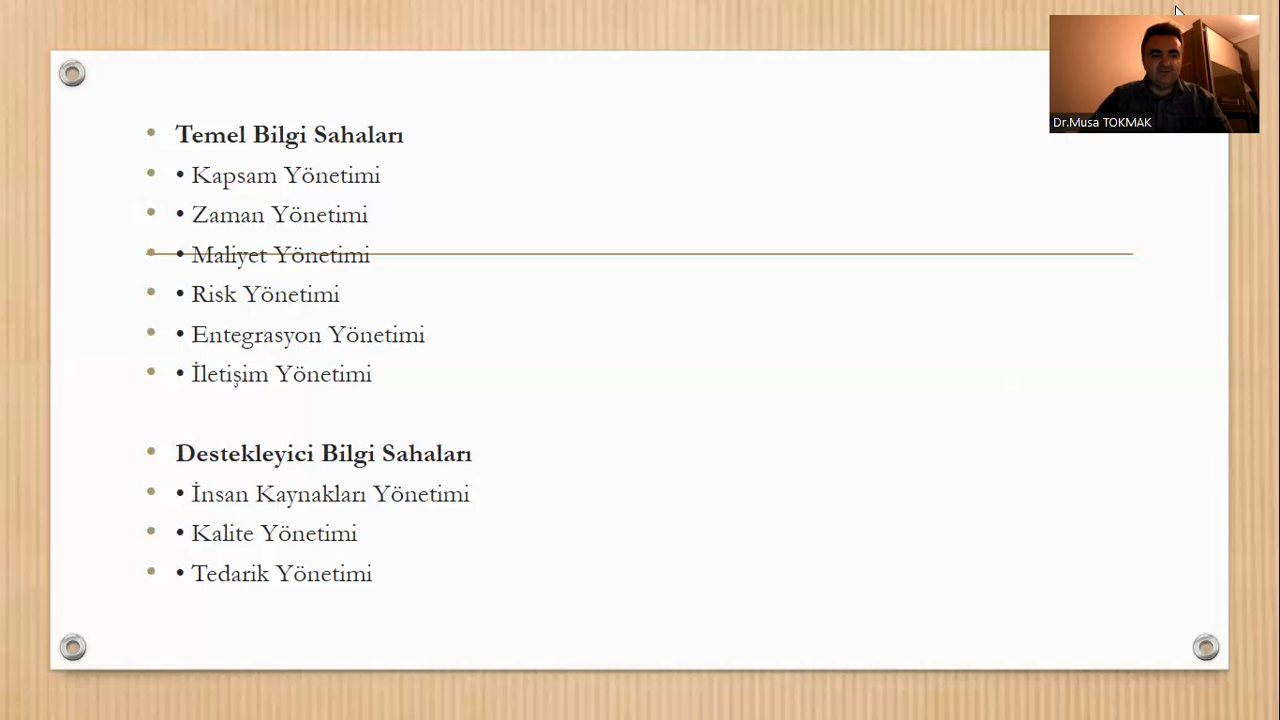 Temel Bilgi Sahaları
• Kapsam Yönetimi
• Zaman Yönetimi
• Maliyet Yönetimi
• Risk Yönetimi
• Entegrasyon Yönetimi
• İletişim Yönetimi
Destekleyici Bilgi Sahaları
• İnsan Kaynakları Yönetimi
• Kalite Yönetimi
• Tedarik Yönetimi
Dr.Musa TOKMAK